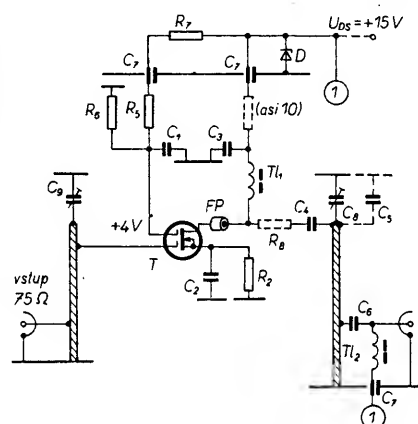 R7
UDS=+15V
C7
C7
D
1
R6
R5
(asi 10)
C1
C3
Tl1
C9
+4V
FP
C4
C8
C5
R8
T
vstup
75 Ω
C2
R2
C6
Tl2
C7
1